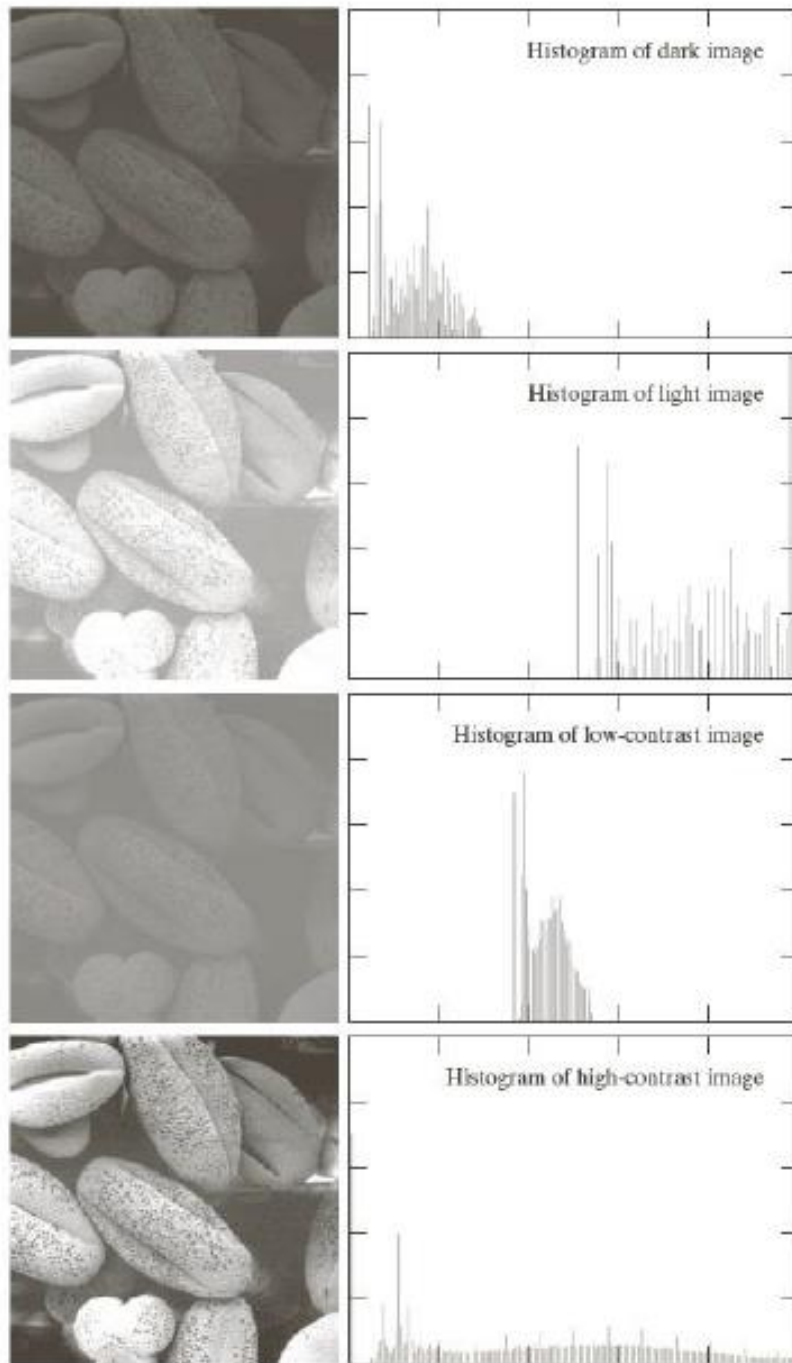 Histogram of dark image
Histogram of light image
Histogram of low-contrast image
Histogram of high-contrast image